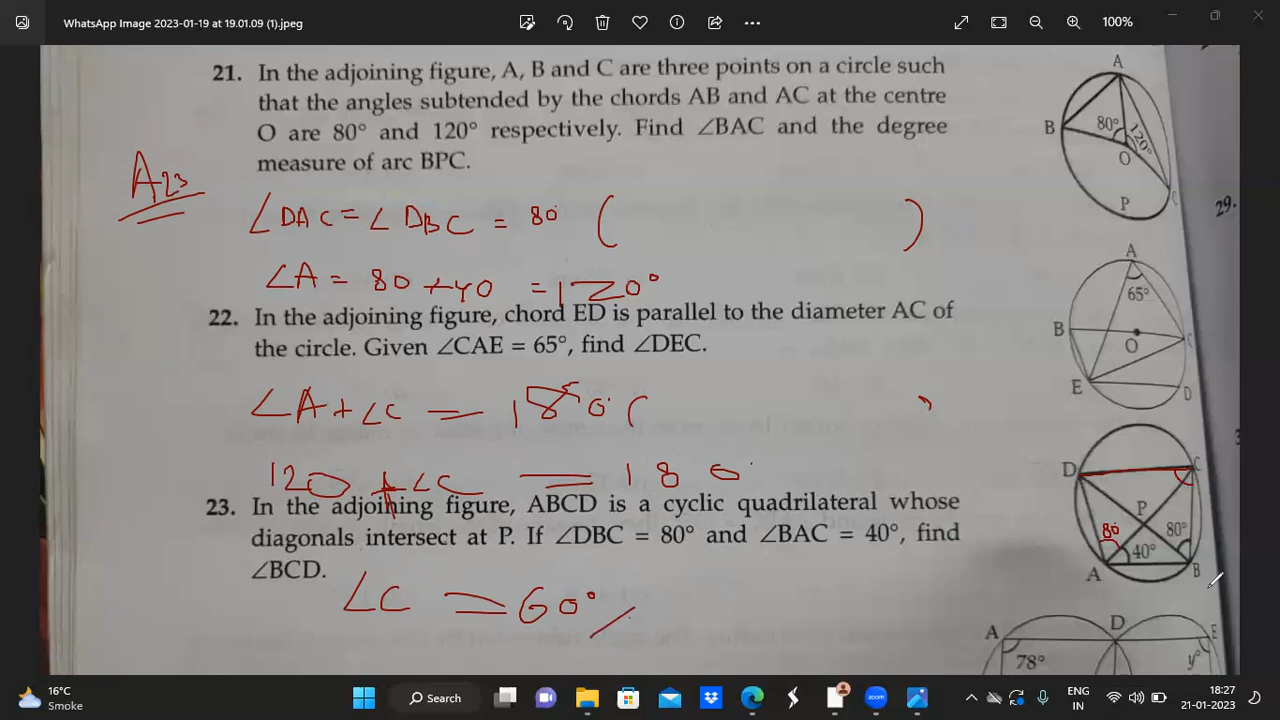 WhatsApp Image 2023-01-19 at 19.01.09 (1).jpeg
100%
21. In the adjoining figure, A, B and C are three points on a circle such
that the angles subtended by the chords AB and AC at the centre
O are 80° and 120° respectively. Find ∠BAC and the degree
measure of arc BPC.
A
B
80°
120°
O
P
C
29.
A23
∠DAC = ∠DBC = 80° ( )
∠A = 80 + 40 = 120°
22. In the adjoining figure, chord ED is parallel to the diameter AC of
the circle. Given ∠CAE = 65°, find ∠DEC.
A
65°
B
O
C
E
D
∠A + ∠C = 180° ( )
120 + ∠C = 180
23. In the adjoining figure, ABCD is a cyclic quadrilateral whose
diagonals intersect at P. If ∠DBC = 80° and ∠BAC = 40°, find
∠BCD.
D
C
P
80
80°
40°
A
B
∠C = 60°
A
D
E
78°
y°
16°C
Smoke
Search
ENG
IN
18:27
21-01-2023